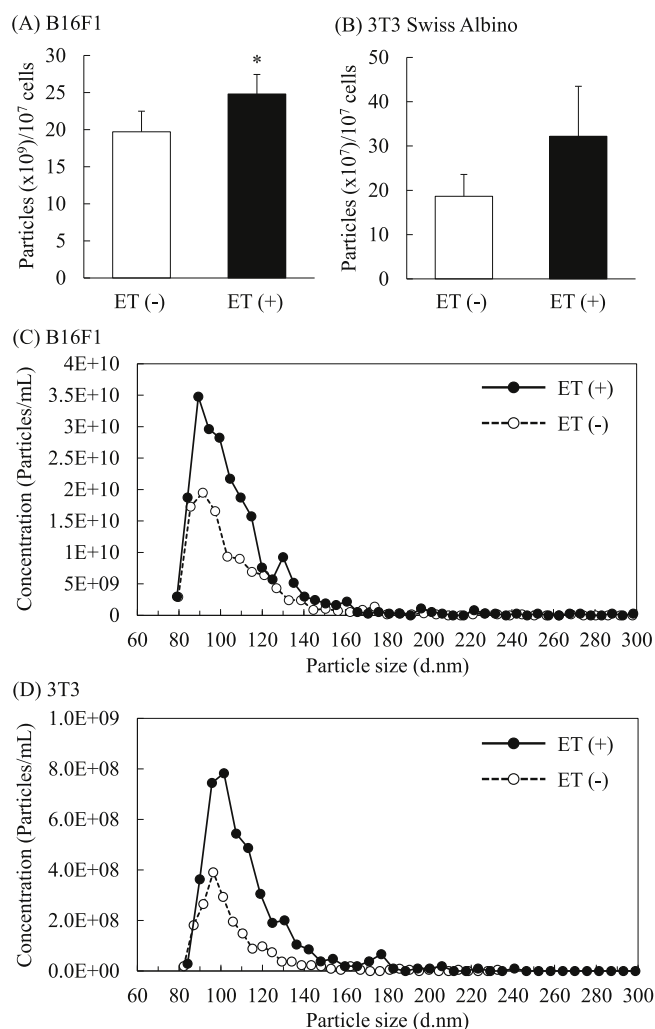 (A) B16F1
(B) 3T3 Swiss Albino
*
Particles (x10⁹)/10⁷ cells
30
25
20
15
10
5
0
ET (-)
ET (+)
Particles (x10⁷)/10⁷ cells
50
40
30
20
10
0
ET (-)
ET (+)
(C) B16F1
Concentration (Particles/mL)
4E+10
3.5E+10
3E+10
2.5E+10
2E+10
1.5E+10
1E+10
5E+09
0
ET (+)
ET (-)
60 80 100 120 140 160 180 200 220 240 260 280 300
Particle size (d.nm)
(D) 3T3
Concentration (Particles/mL)
1.0E+09
8.0E+08
6.0E+08
4.0E+08
2.0E+08
0.0E+00
ET (+)
ET (-)
60 80 100 120 140 160 180 200 220 240 260 280 300
Particle size (d.nm)